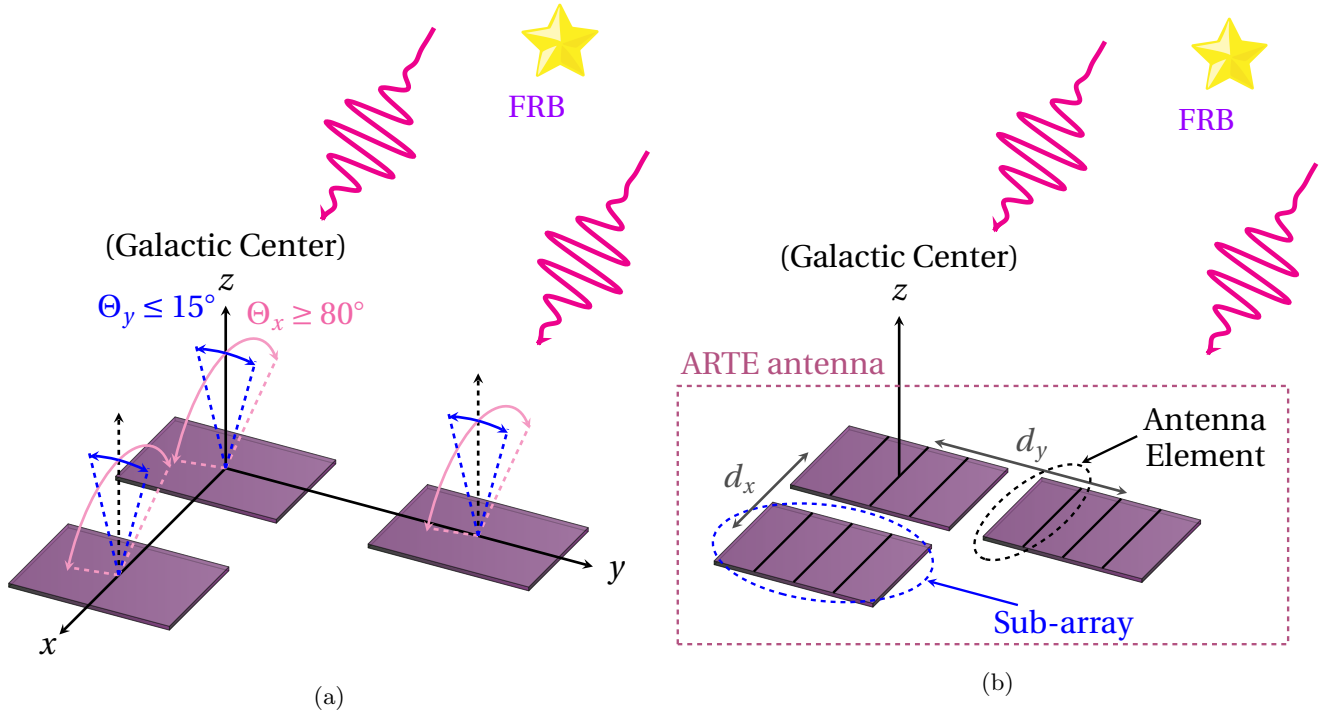 FRB
(Galactic Center)
z
Θy ≤ 15°
Θx ≥ 80°
y
x
(a)
FRB
(Galactic Center)
z
ARTE antenna
Antenna
Element
dy
dx
Sub-array
(b)